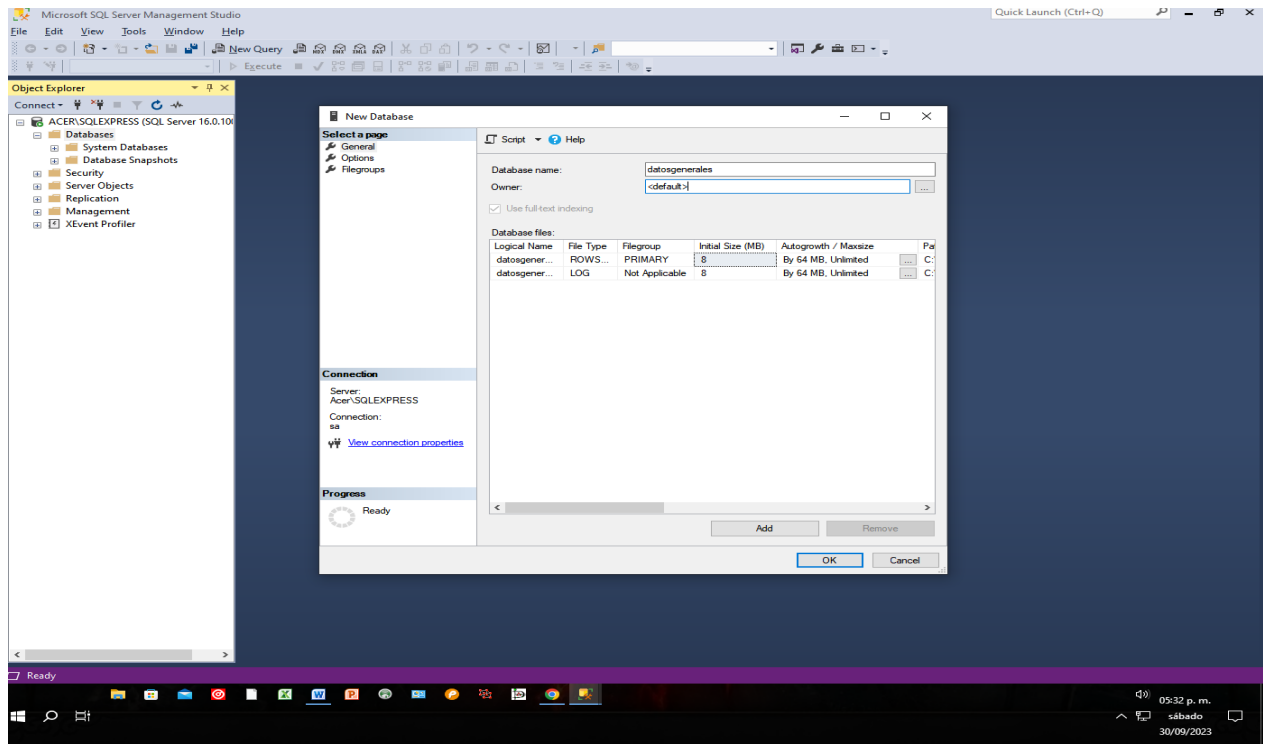 Microsoft SQL Server Management Studio
Quick Launch (Ctrl+Q)
File Edit View Tools Window Help
New Query
Execute
Object Explorer
Connect
ACER\SQLEXPRESS (SQL Server 16.0.100
Databases
System Databases
Database Snapshots
Security
Server Objects
Replication
Management
XEvent Profiler
New Database
Select a page
General
Options
Filegroups
Script Help
Database name: datosgenerales
Owner: <default> ...
Use full-text indexing
Database files:
Logical Name File Type Filegroup Initial Size (MB) Autogrowth / Maxsize Pa
datosgener... ROWS... PRIMARY 8 By 64 MB, Unlimited ... C:
datosgener... LOG Not Applicable 8 By 64 MB, Unlimited ... C:
Connection
Server:
Acer\SQLEXPRESS
Connection:
sa
View connection properties
Progress
Ready
Add Remove
OK Cancel
Ready
05:32 p. m.
sábado
30/09/2023